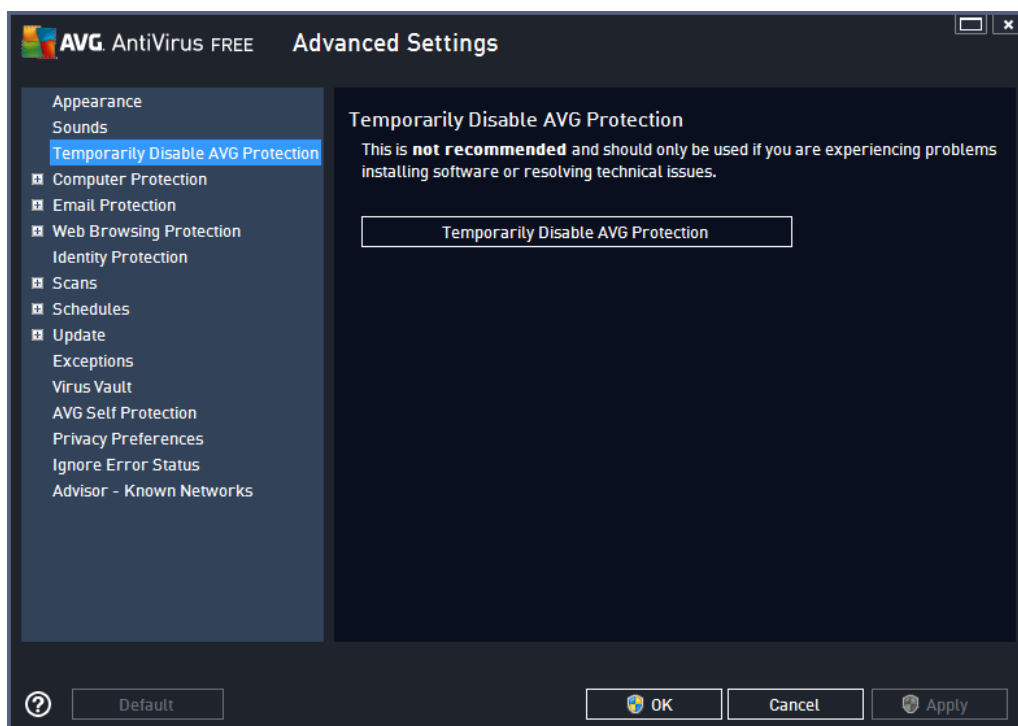 AVG. AntiVirus FREE Advanced Settings
Appearance
Sounds
Temporarily Disable AVG Protection
Computer Protection
Email Protection
Web Browsing Protection
Identity Protection
Scans
Schedules
Update
Exceptions
Virus Vault
AVG Self Protection
Privacy Preferences
Ignore Error Status
Advisor - Known Networks
Temporarily Disable AVG Protection
This is not recommended and should only be used if you are experiencing problems
installing software or resolving technical issues.
Temporarily Disable AVG Protection
? Default OK Cancel Apply